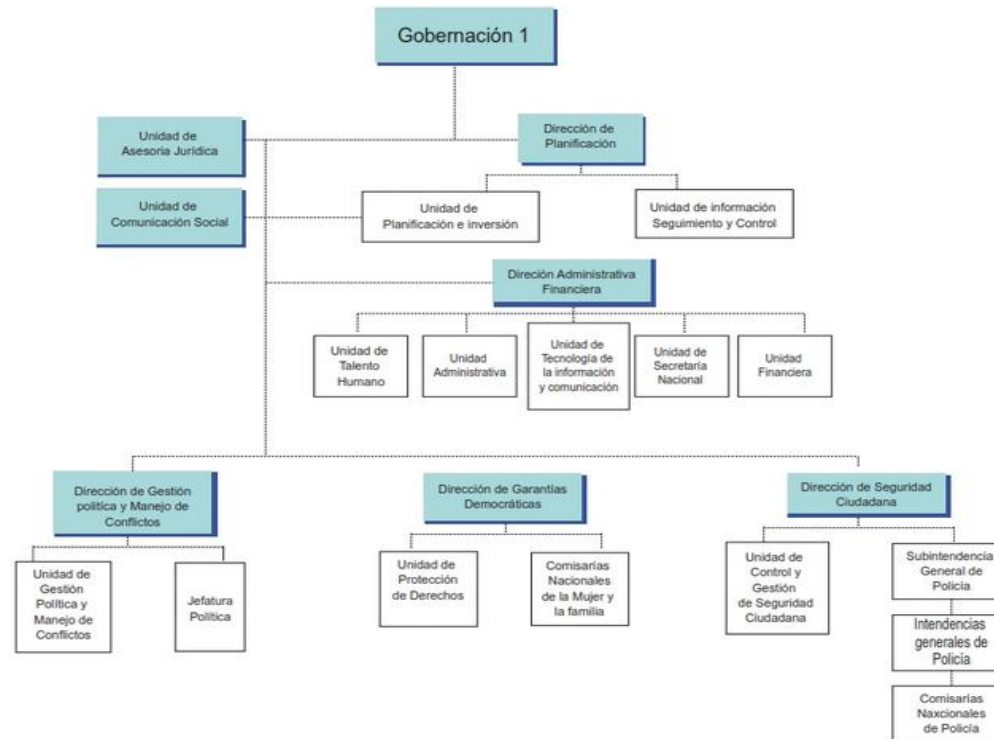 Gobernación 1
Unidad de
Asesoria Jurídica
Dirección de
Planificación
Unidad de
Comunicación Social
Unidad de
Planificación e inversión
Unidad de información
Seguimiento y Control
Direción Administrativa
Financiera
Unidad de
Talento
Humano
Unidad
Administrativa
Unidad de
Tecnología de
la información
y comunicación
Unidad de
Secretaría
Nacional
Unidad
Financiera
Dirección de Gestión
política y Manejo de
Conflictos
Dirección de Garantías
Democráticas
Dirección de Seguridad
Ciudadana
Unidad de
Gestión
Política y
Manejo de
Conflictos
Jefatura
Política
Unidad de
Protección
de Derechos
Comisarías
Nacionales
de la Mujer y
la familia
Unidad de
Control y
Gestión
de Seguridad
Ciudadana
Subintendencia
General de
Policía
Intendencias
generales de
Policía
Comisarías
Naxcionales
de Policía